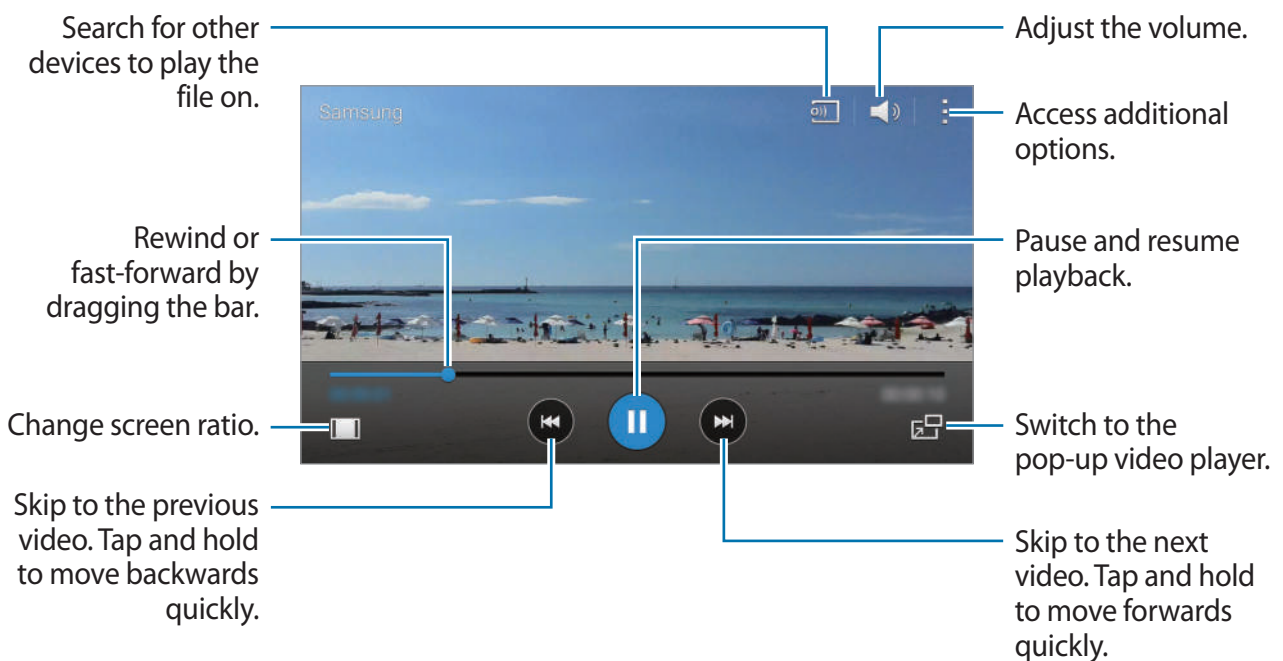 Search for other
devices to play the
file on.
Adjust the volume.
Samsung
Access additional
options.
Rewind or
fast-forward by
dragging the bar.
Pause and resume
playback.
Change screen ratio.
Switch to the
pop-up video player.
Skip to the previous
video. Tap and hold
to move backwards
quickly.
Skip to the next
video. Tap and hold
to move forwards
quickly.